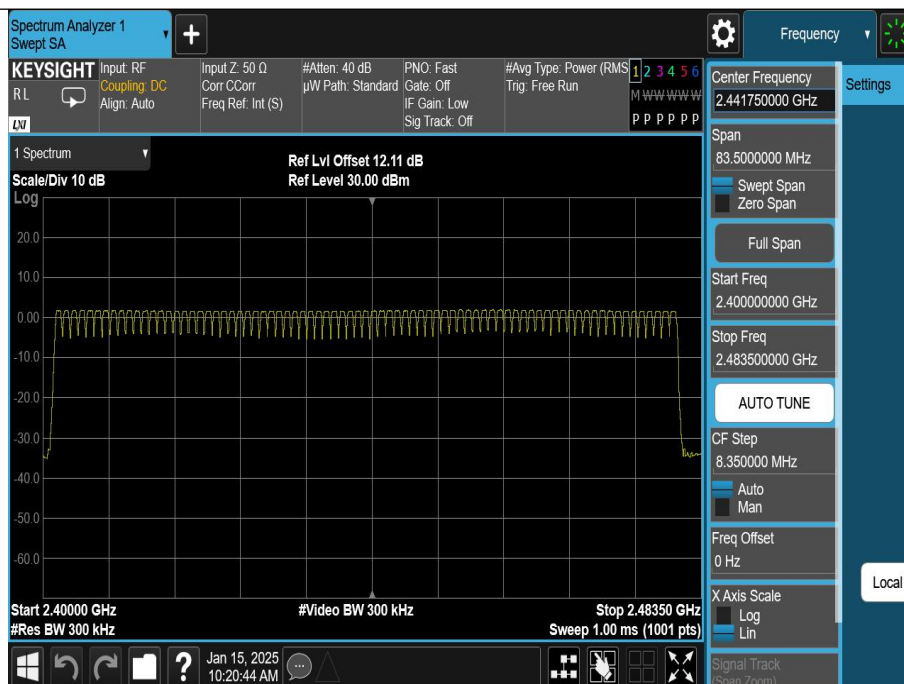 Spectrum Analyzer 1
Swept SA
Frequency
KEYSIGHT
R L
LXI
Input: RF
Coupling: DC
Align: Auto
Input Z: 50 Ω
Corr CCorr
Freq Ref: Int (S)
#Atten: 40 dB
µW Path: Standard
PNO: Fast
Gate: Off
IF Gain: Low
Sig Track: Off
#Avg Type: Power (RMS
Trig: Free Run
1 2 3 4 5 6
M W W W W W
P P P P P P
Settings
1 Spectrum
Scale/Div 10 dB
Ref Lvl Offset 12.11 dB
Ref Level 30.00 dBm
Log
20.0
10.0
0.00
-10.0
-20.0
-30.0
-40.0
-50.0
-60.0
Start 2.40000 GHz
#Res BW 300 kHz
#Video BW 300 kHz
Stop 2.48350 GHz
Sweep 1.00 ms (1001 pts)
Center Frequency
2.441750000 GHz
Span
83.5000000 MHz
Swept Span
Zero Span
Full Span
Start Freq
2.400000000 GHz
Stop Freq
2.483500000 GHz
AUTO TUNE
CF Step
8.350000 MHz
Auto
Man
Freq Offset
0 Hz
X Axis Scale
Log
Lin
Signal Track
(Span Zoom)
Local
?
Jan 15, 2025
10:20:44 AM